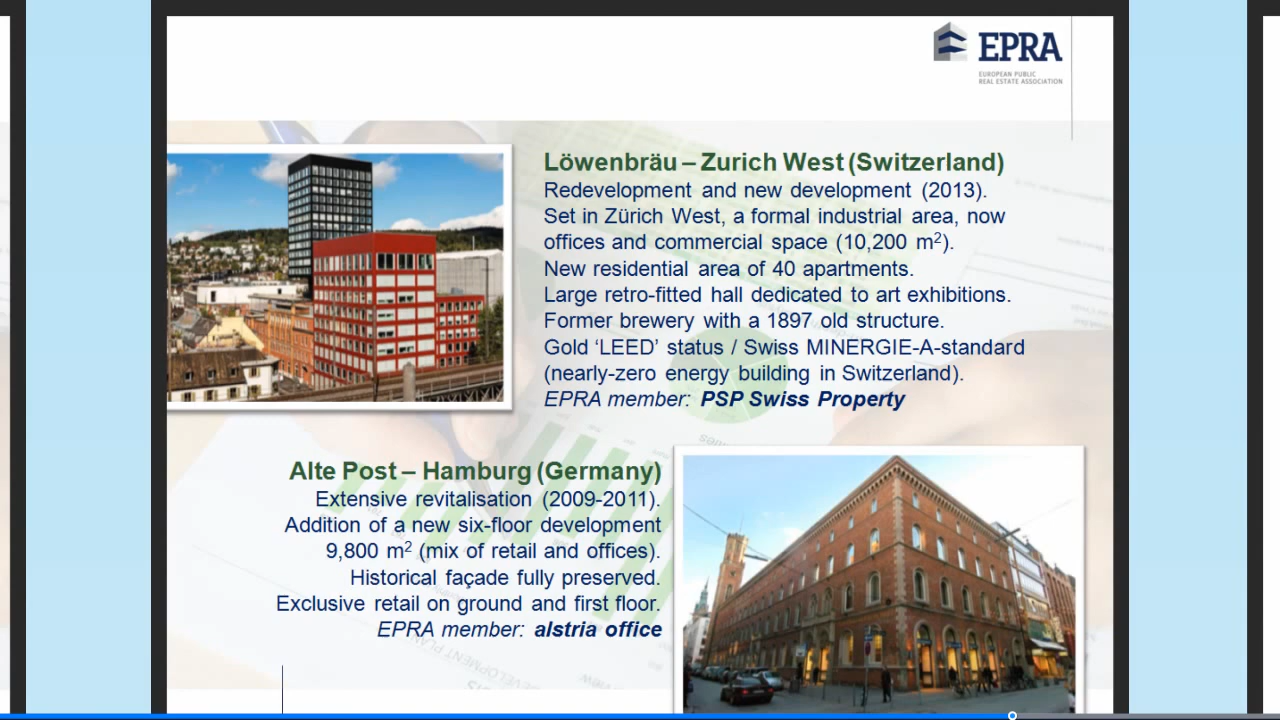 EPRA
EUROPEAN PUBLIC
REAL ESTATE ASSOCIATION
Löwenbräu – Zurich West (Switzerland)
Redevelopment and new development (2013).
Set in Zürich West, a formal industrial area, now
offices and commercial space (10,200 m²).
New residential area of 40 apartments.
Large retro-fitted hall dedicated to art exhibitions.
Former brewery with a 1897 old structure.
Gold ‘LEED’ status / Swiss MINERGIE-A-standard
(nearly-zero energy building in Switzerland).
EPRA member: PSP Swiss Property
Alte Post – Hamburg (Germany)
Extensive revitalisation (2009-2011).
Addition of a new six-floor development
9,800 m² (mix of retail and offices).
Historical façade fully preserved.
Exclusive retail on ground and first floor.
EPRA member: alstria office